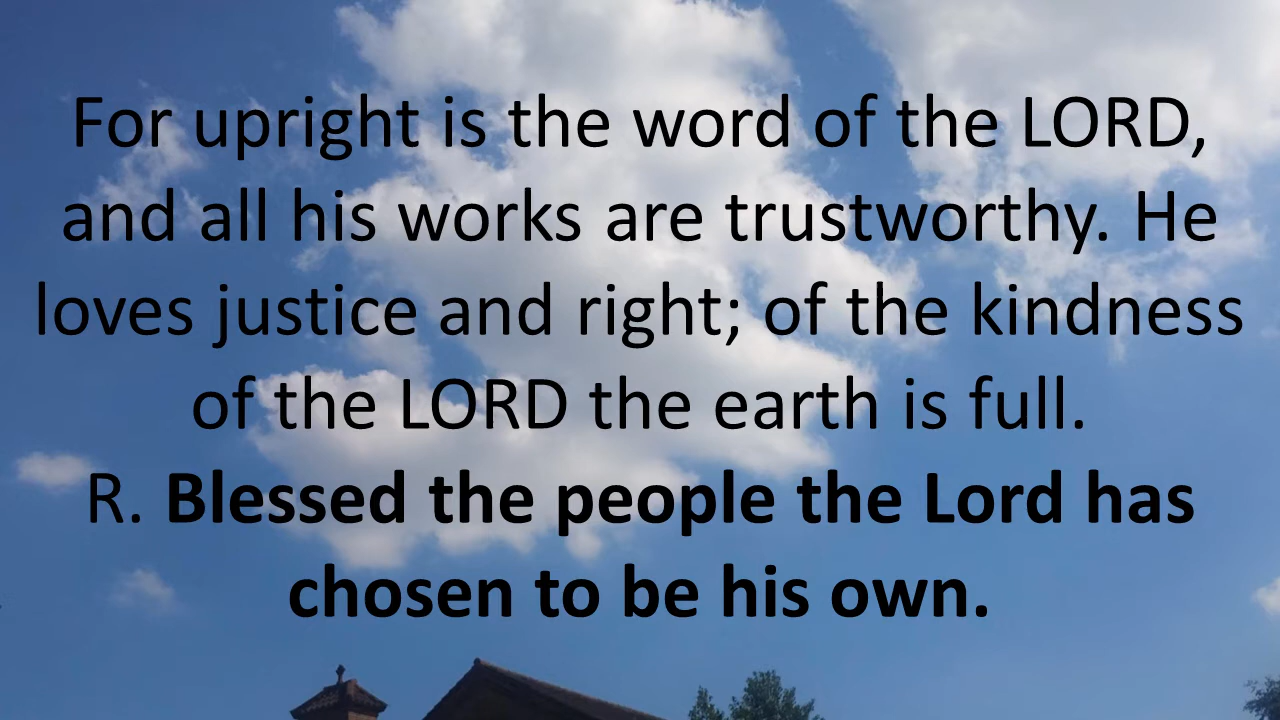 For upright is the word of the LORD,
and all his works are trustworthy. He
loves justice and right; of the kindness
of the LORD the earth is full.
R. Blessed the people the Lord has
chosen to be his own.